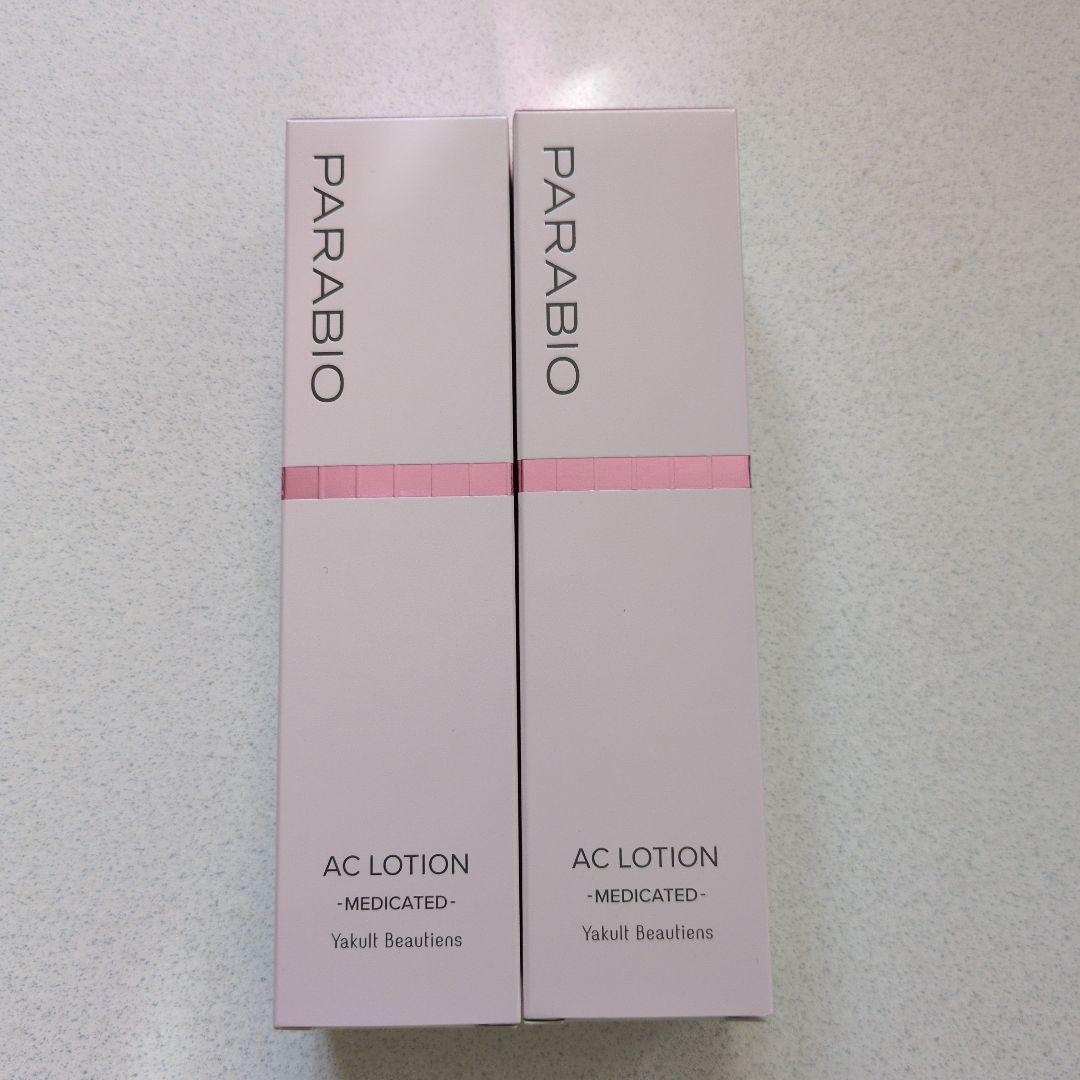 PARABIO
AC LOTION
-MEDICATED-
Yakult Beautiens
PARABIO
AC LOTION
-MEDICATED-
Yakult Beautiens